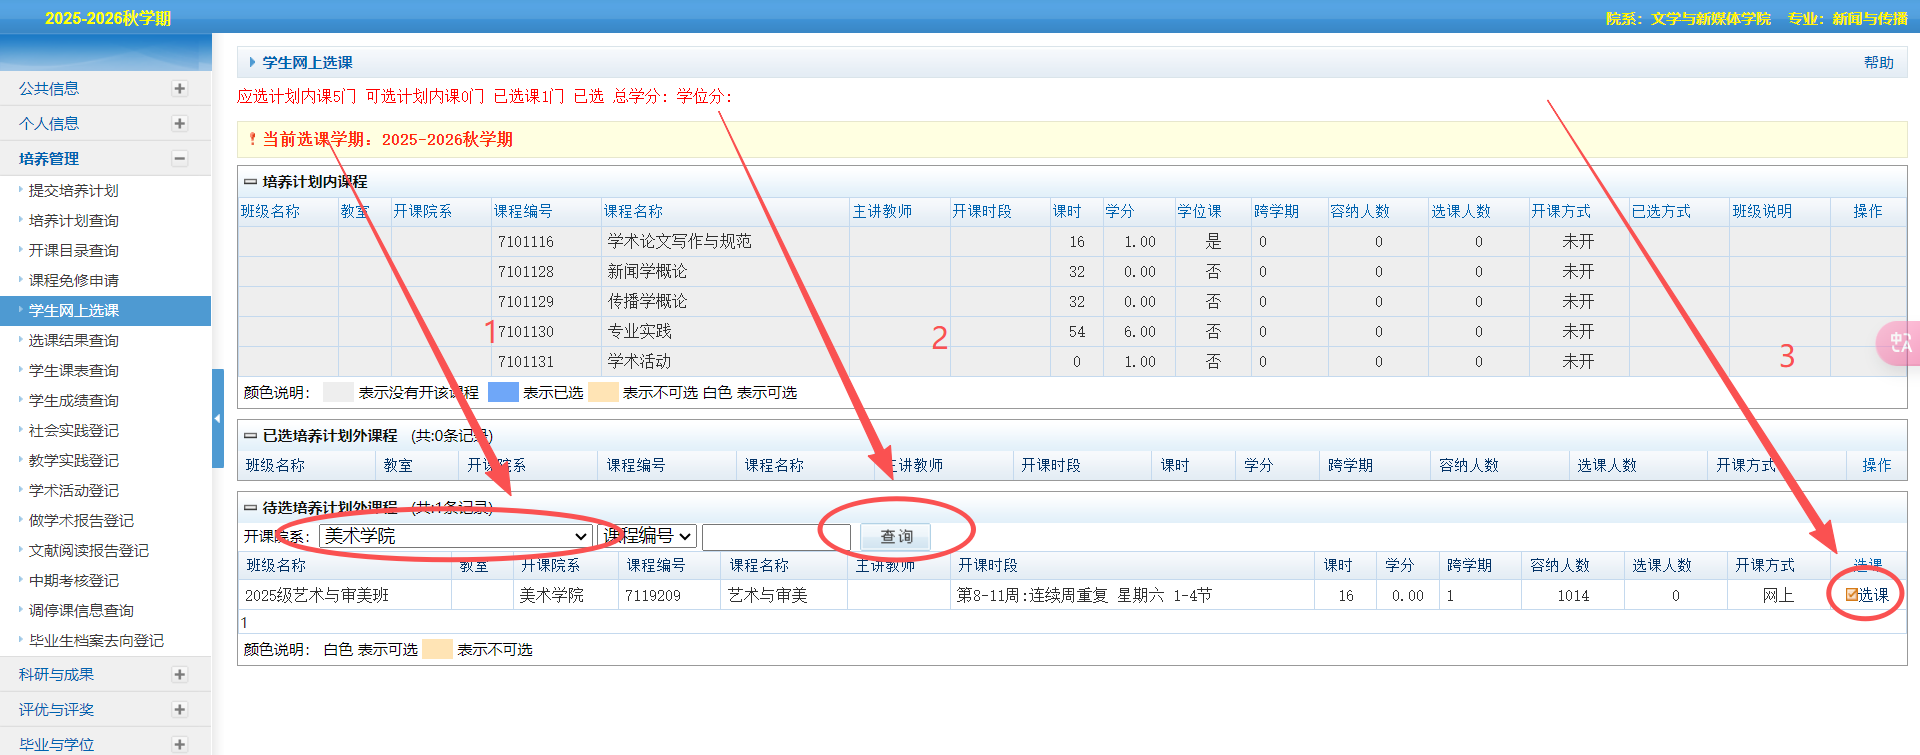 2025-2026秋学期
院系：文学与新媒体学院 专业：新闻与传播
公共信息
个人信息
培养管理
提交培养计划
培养计划查询
开课目录查询
课程免修申请
学生网上选课
选课结果查询
学生课表查询
学生成绩查询
社会实践登记
教学实践登记
学术活动登记
做学术报告登记
文献阅读报告登记
中期考核登记
调停课信息查询
毕业生档案去向登记
科研与成果
评优与评奖
毕业与学位
学生网上选课 帮助
应选计划内课5门 可选计划内课0门 已选课1门 已选 总学分: 学位分:
当前选课学期：2025-2026秋学期
培养计划内课程
班级名称 教室 开课院系 课程编号 课程名称 主讲教师 开课时段 课时 学分 学位课 跨学期 容纳人数 选课人数 开课方式 已选方式 班级说明 操作
7101116 学术论文写作与规范 16 1.00 是 0 0 0 未开
7101128 新闻学概论 32 0.00 否 0 0 0 未开
7101129 传播学概论 32 0.00 否 0 0 0 未开
1 7101130 专业实践 2 54 6.00 否 0 0 0 未开 3 中A
7101131 学术活动 0 1.00 否 0 0 0 未开
颜色说明： 表示没有开该课程 表示已选 表示不可选 白色 表示可选
已选培养计划外课程 (共:0条记录)
班级名称 教室 开课院系 课程编号 课程名称 主讲教师 开课时段 课时 学分 跨学期 容纳人数 选课人数 开课方式 操作
待选培养计划外课程 (共:1条记录)
开课院系： 美术学院 课程编号 查询
班级名称 教室 开课院系 课程编号 课程名称 主讲教师 开课时段 课时 学分 跨学期 容纳人数 选课人数 开课方式 选课
2025级艺术与审美班 美术学院 7119209 艺术与审美 第8-11周:连续周重复 星期六 1-4节 16 0.00 1 1014 0 网上 选课
1
颜色说明： 白色 表示可选 表示不可选